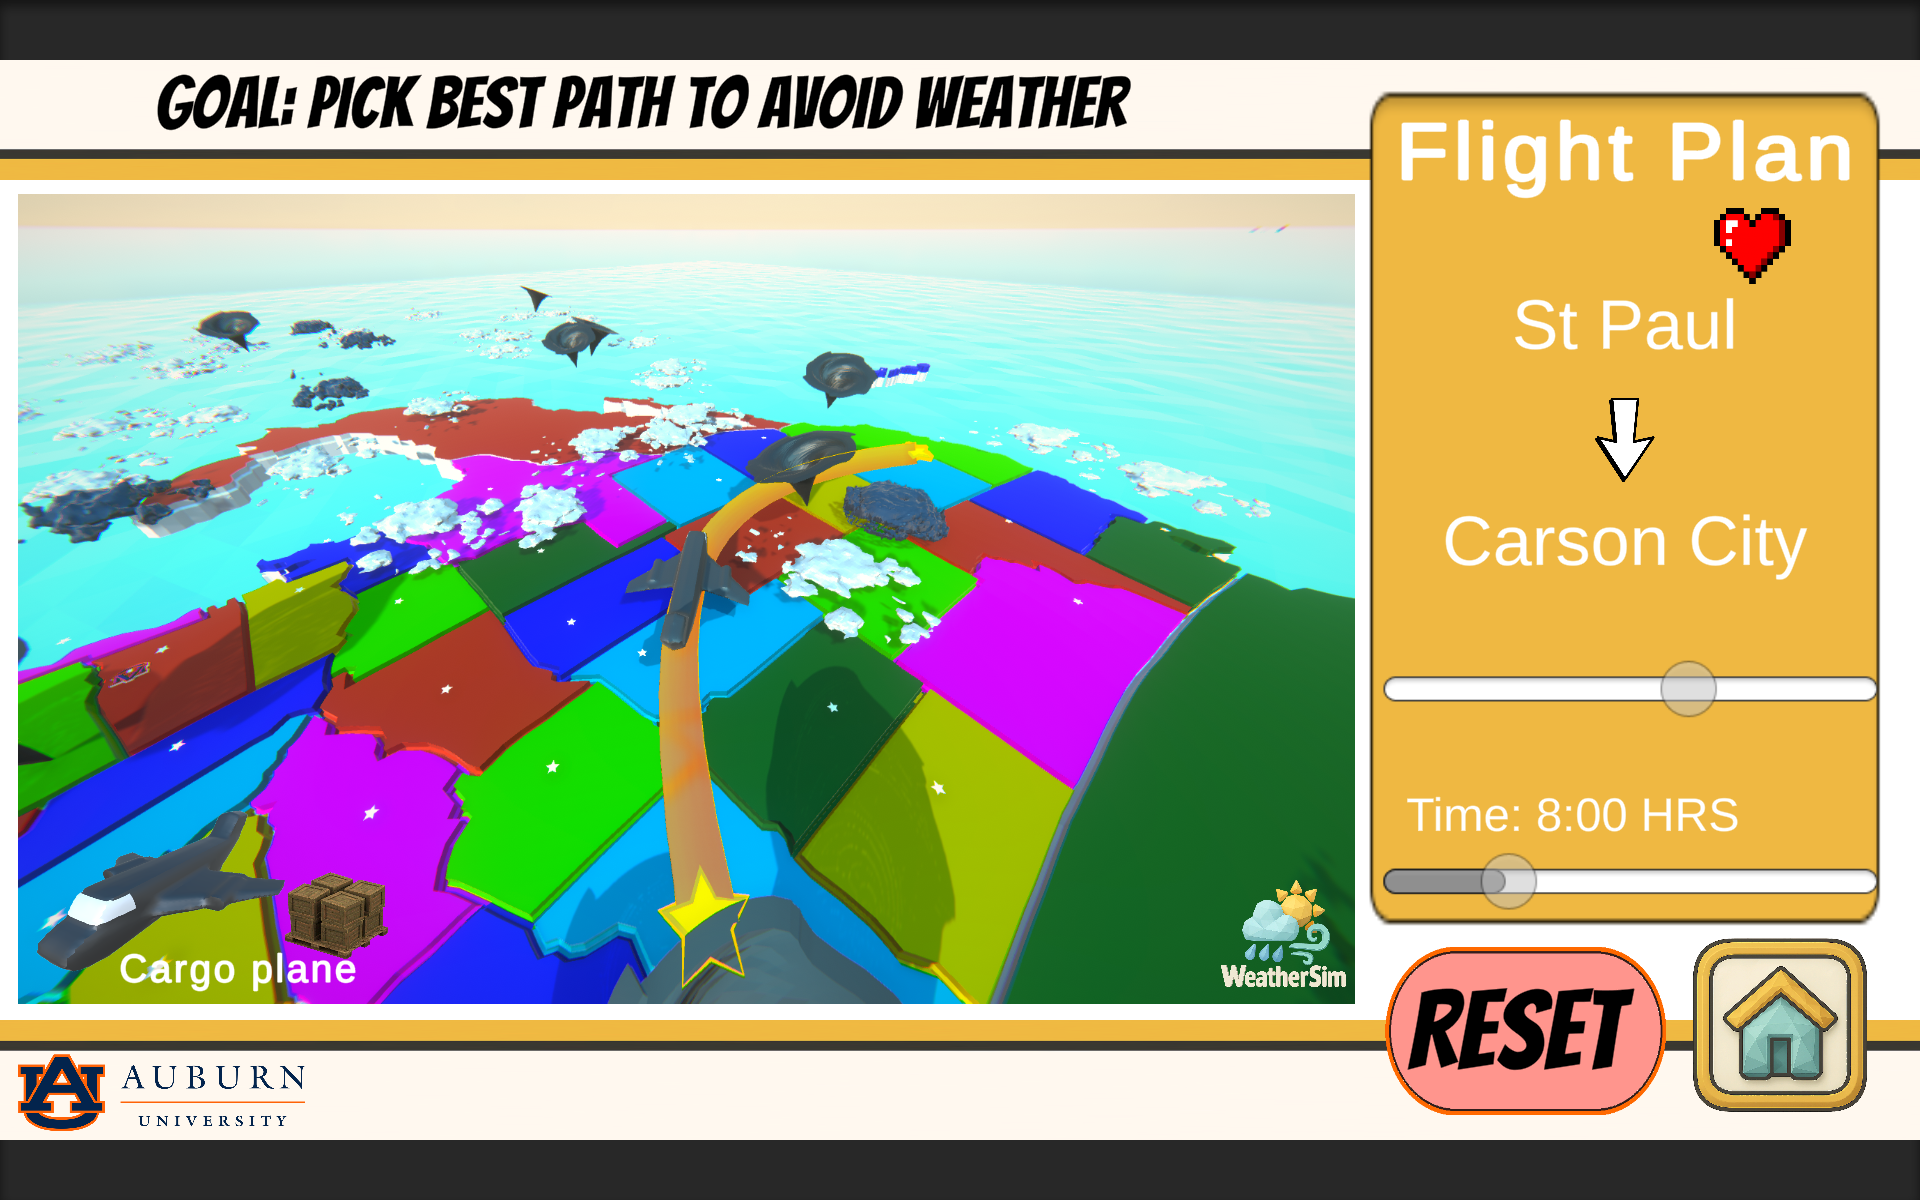 GOAL: PICK BEST PATH TO AVOID WEATHER
Flight Plan
St Paul
Carson City
Time: 8:00 HRS
Cargo plane
WeatherSim
RESET
AUBURN
UNIVERSITY